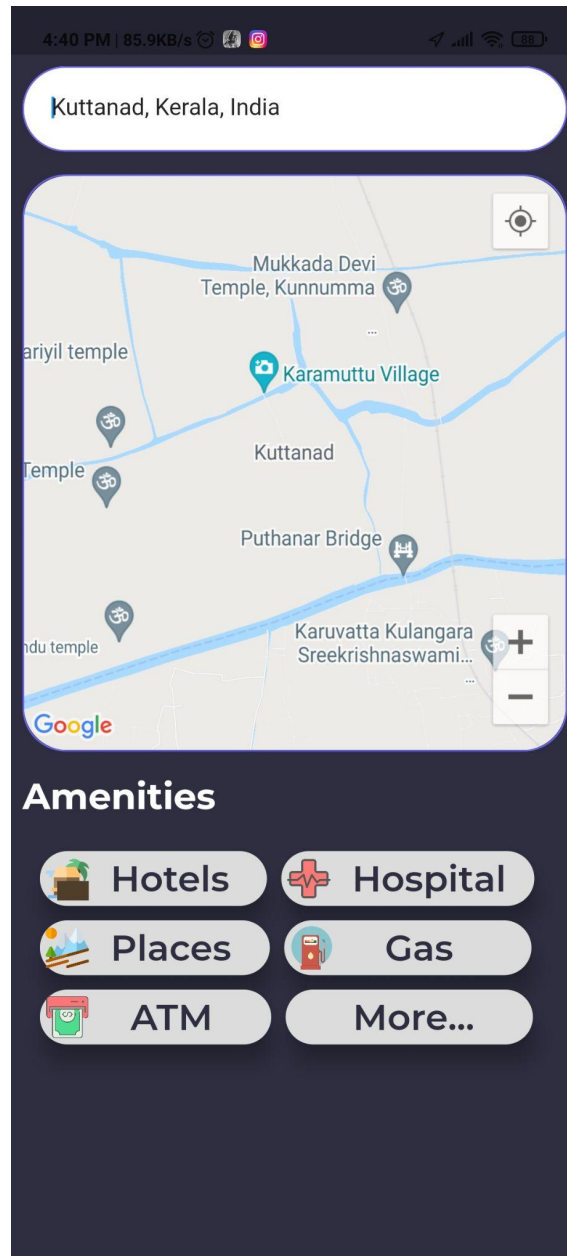 4:40 PM | 85.9KB/s
88
Kuttanad, Kerala, India
Mukkada Devi
Temple, Kunnumma
...
ariyil temple
Karamuttu Village
Kuttanad
Temple
Puthanar Bridge
Karuvatta Kulangara
Sreekrishnaswami...
...
ndu temple
+
−
Google
Amenities
Hotels
Hospital
Places
Gas
ATM
More...